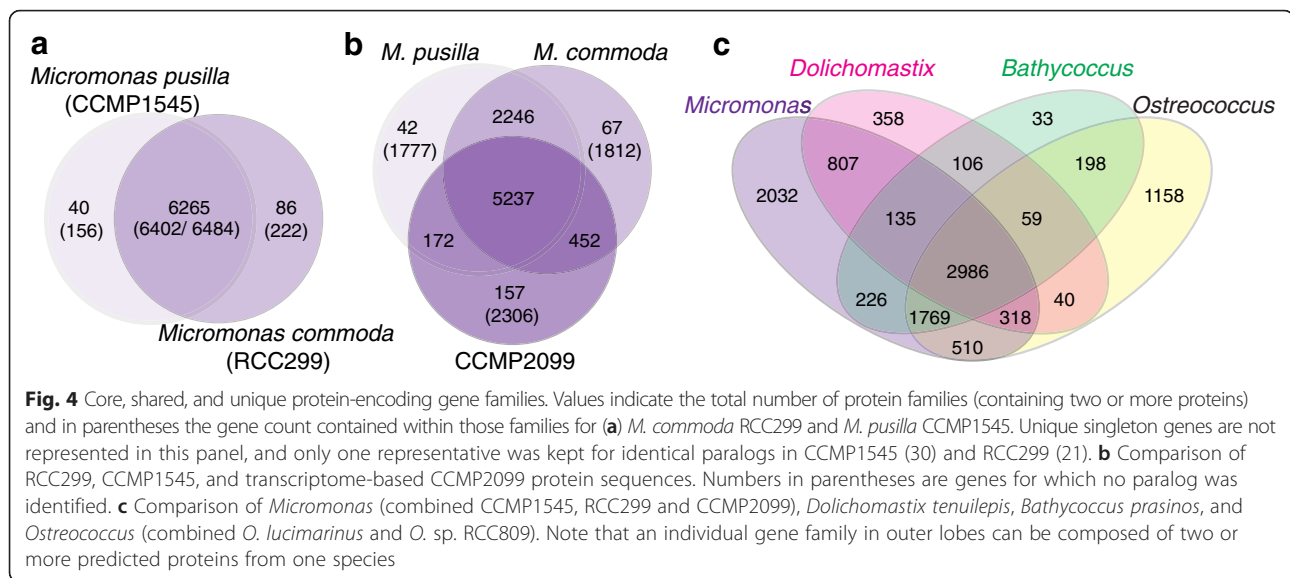 a
Micromonas pusilla
(CCMP1545)
40
(156)
6265
(6402/ 6484)
86
(222)
Micromonas commoda
(RCC299)
b
M. pusilla
M. commoda
42
(1777)
2246
67
(1812)
5237
172
452
157
(2306)
CCMP2099
c
Dolichomastix
Bathycoccus
Micromonas
Ostreococcus
358
33
807
106
198
2032
1158
135
59
2986
226
40
1769
318
510
Fig. 4 Core, shared, and unique protein-encoding gene families. Values indicate the total number of protein families (containing two or more proteins)
and in parentheses the gene count contained within those families for (a) M. commoda RCC299 and M. pusilla CCMP1545. Unique singleton genes are not
represented in this panel, and only one representative was kept for identical paralogs in CCMP1545 (30) and RCC299 (21). b Comparison of
RCC299, CCMP1545, and transcriptome-based CCMP2099 protein sequences. Numbers in parentheses are genes for which no paralog was
identified. c Comparison of Micromonas (combined CCMP1545, RCC299 and CCMP2099), Dolichomastix tenuilepis, Bathycoccus prasinos, and
Ostreococcus (combined O. lucimarinus and O. sp. RCC809). Note that an individual gene family in outer lobes can be composed of two or
more predicted proteins from one species